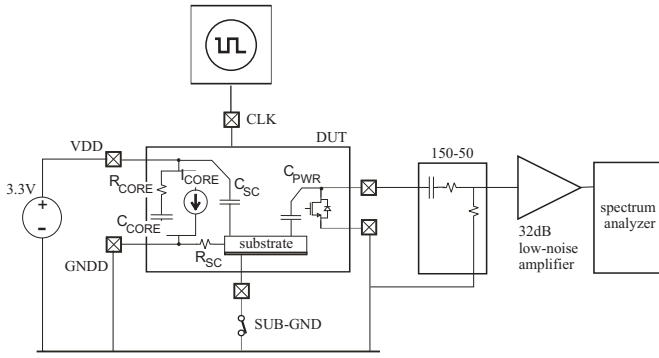 CLK
VDD
DUT
150-50
3.3V
R_CORE
I_CORE
C_SC
C_PWR
C_CORE
substrate
R_SC
GNDD
SUB-GND
32dB
low-noise
amplifier
spectrum
analyzer